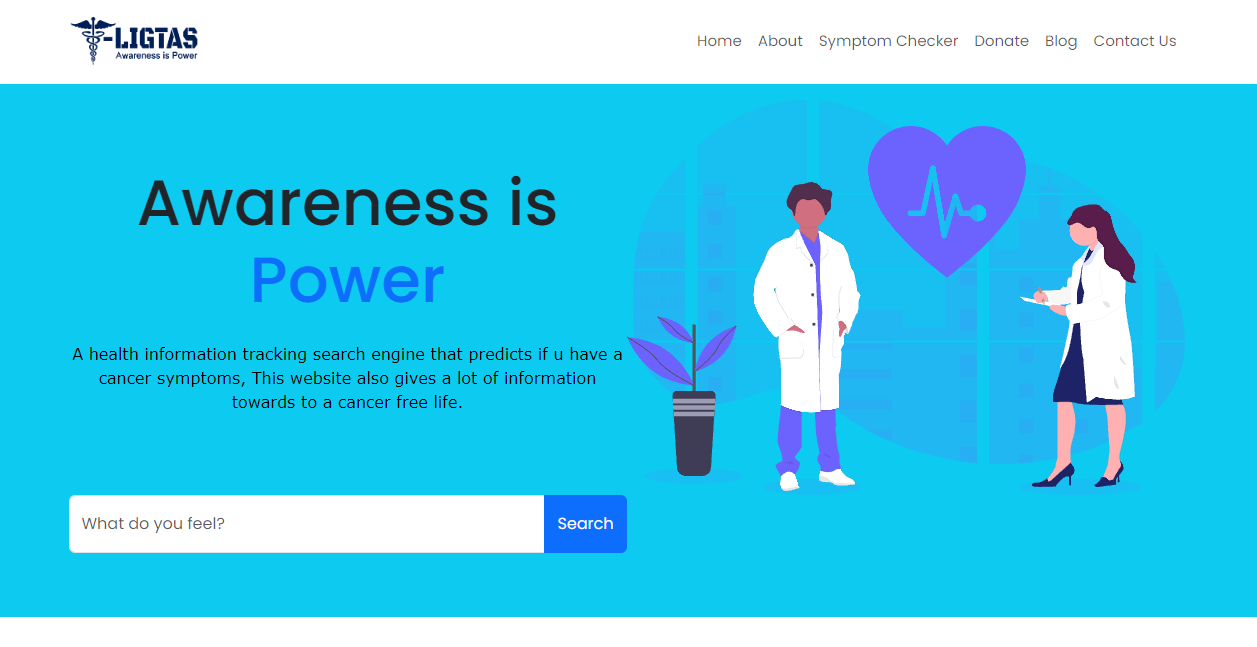 -LIGTAS
Awareness is Power
Home About Symptom Checker Donate Blog Contact Us
Awareness is
Power
A health information tracking search engine that predicts if u have a
cancer symptoms, This website also gives a lot of information
towards to a cancer free life.
What do you feel?
Search